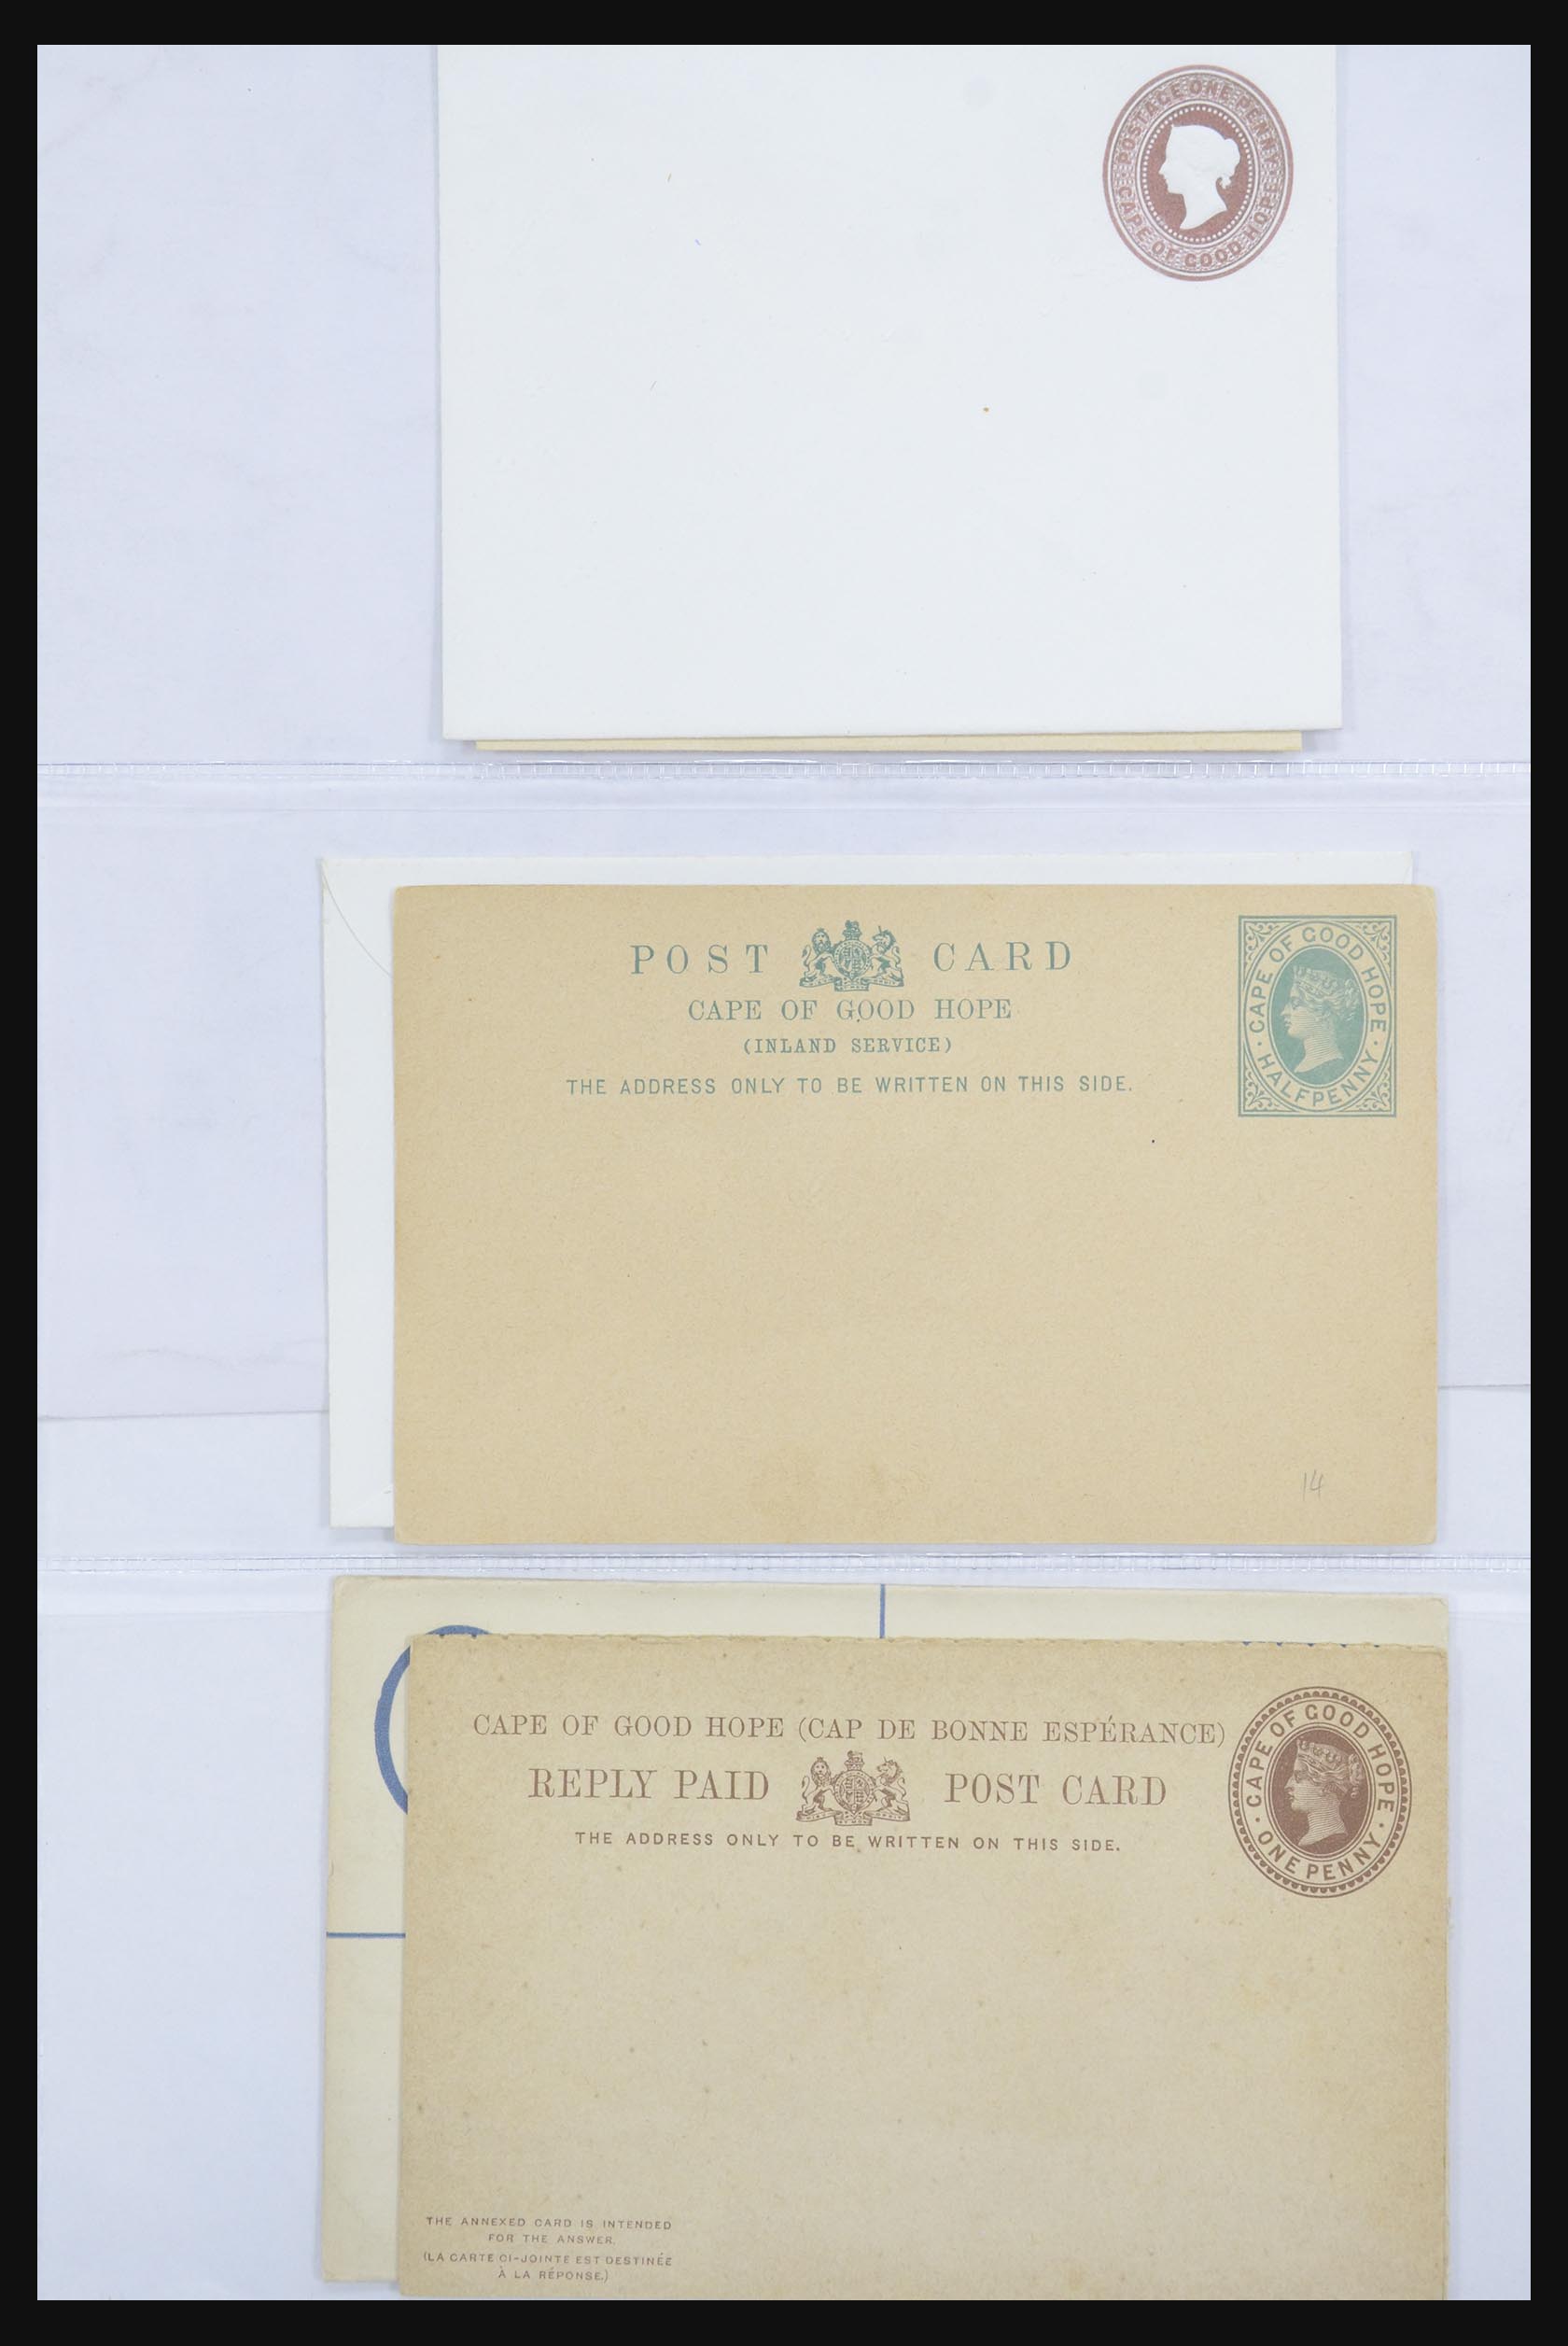 POSTAGE ONE PENNY
CAPE OF GOOD HOPE
POST CARD
CAPE OF GOOD HOPE
(INLAND SERVICE)
THE ADDRESS ONLY TO BE WRITTEN ON THIS SIDE.
CAPE OF GOOD HOPE
HALFPENNY
14
CAPE OF GOOD HOPE (CAP DE BONNE ESPÉRANCE)
REPLY PAID POST CARD
THE ADDRESS ONLY TO BE WRITTEN ON THIS SIDE.
CAPE OF GOOD HOPE
ONE PENNY
THE ANNEXED CARD IS INTENDED
FOR THE ANSWER.
(LA CARTE CI-JOINTE EST DESTINÉE
À LA RÉPONSE.)